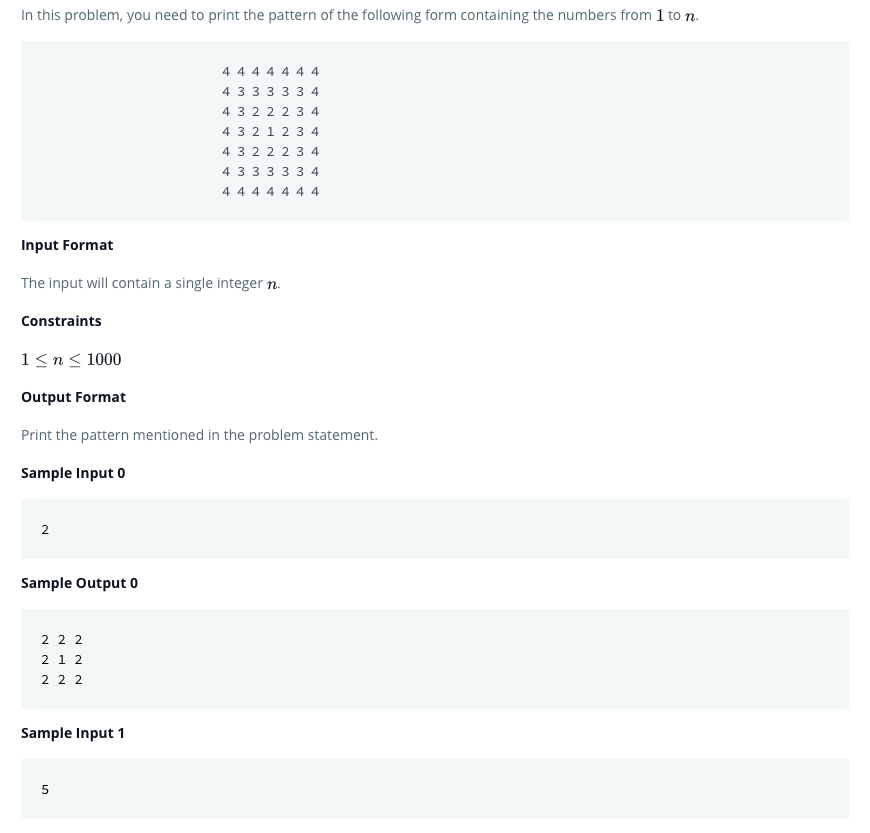 In this problem, you need to print the pattern of the following form containing the numbers from 1 to n.
4 4 4 4 4 4 4
4 3 3 3 3 3 4
4 3 2 2 2 3 4
4 3 2 1 2 3 4
4 3 2 2 2 3 4
4 3 3 3 3 3 4
4 4 4 4 4 4 4
Input Format
The input will contain a single integer n.
Constraints
1 ≤ n ≤ 1000
Output Format
Print the pattern mentioned in the problem statement.
Sample Input 0
2
Sample Output 0
2 2 2
2 1 2
2 2 2
Sample Input 1
5